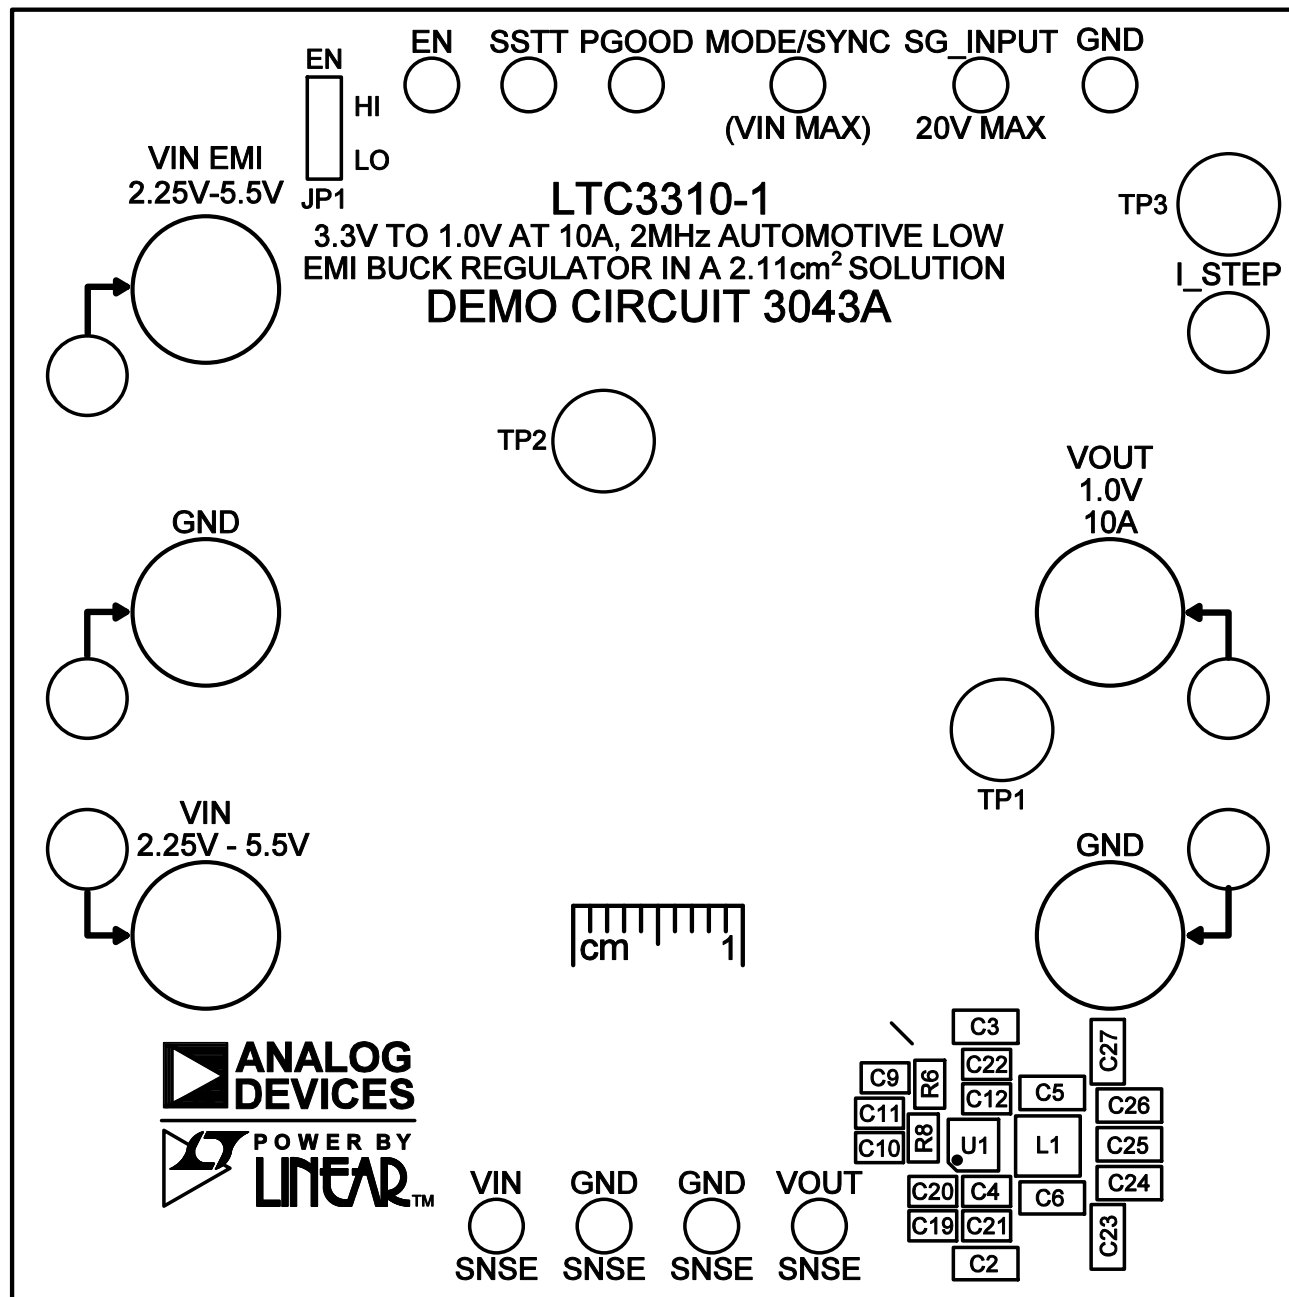 EN SSTT PGOOD MODE/SYNC SG_INPUT GND
EN
HI
LO
JP1
(VIN MAX) 20V MAX
VIN EMI
2.25V-5.5V
LTC3310-1
3.3V TO 1.0V AT 10A, 2MHz AUTOMOTIVE LOW
EMI BUCK REGULATOR IN A 2.11cm² SOLUTION
DEMO CIRCUIT 3043A
TP3
I_STEP
TP2
VOUT
1.0V
10A
GND
TP1
VIN
2.25V - 5.5V
GND
cm 1
ANALOG
DEVICES
POWER BY
LINEAR™
VIN GND GND VOUT
SNSE SNSE SNSE SNSE
C3
C27
C22
C9
R6
C12
C5
C26
C11
R8
C10
U1
L1
C25
C20
C4
C6
C24
C19
C21
C23
C2